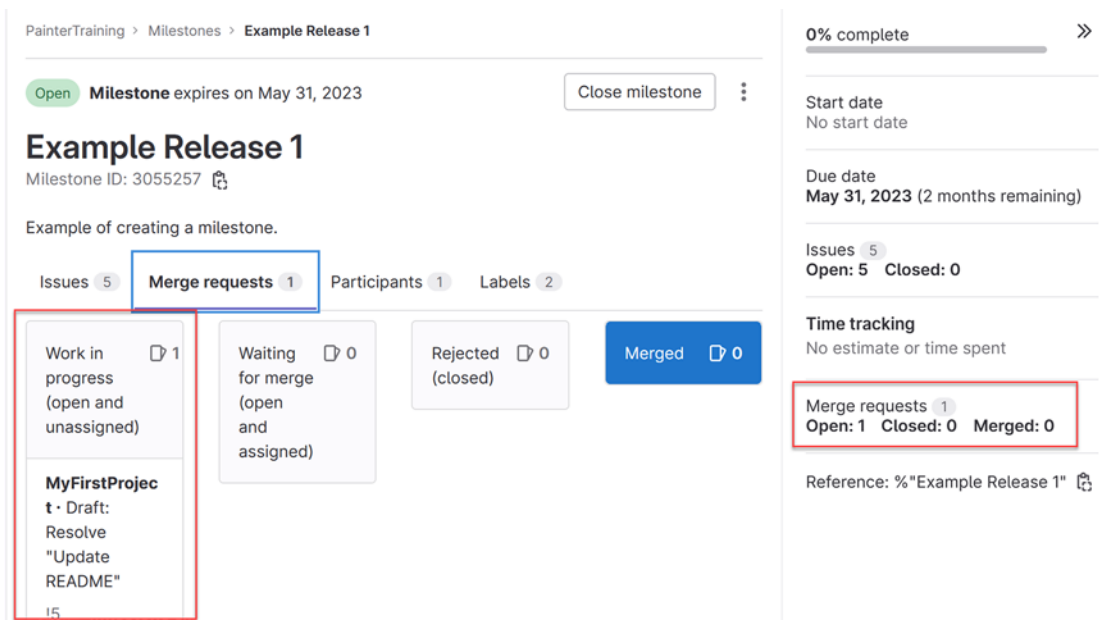 PainterTraining > Milestones > Example Release 1
Open Milestone expires on May 31, 2023
Close milestone
Example Release 1
Milestone ID: 3055257
Example of creating a milestone.
Issues 5
Merge requests 1
Participants 1
Labels 2
Work in 1
progress
(open and
unassigned)
MyFirstProjec
t · Draft:
Resolve
"Update
README"
!5
Waiting 0
for merge
(open
and
assigned)
Rejected 0
(closed)
Merged 0
0% complete
Start date
No start date
Due date
May 31, 2023 (2 months remaining)
Issues 5
Open: 5 Closed: 0
Time tracking
No estimate or time spent
Merge requests 1
Open: 1 Closed: 0 Merged: 0
Reference: %"Example Release 1"